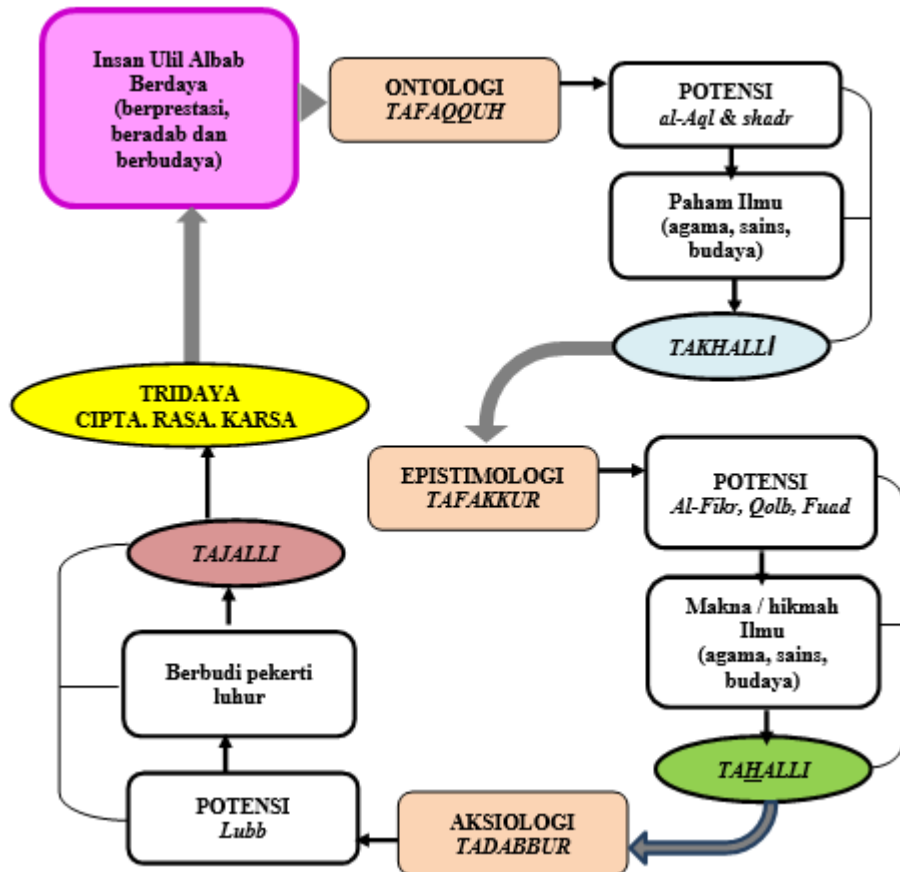 Insan Ulil Albab
Berdaya
(berprestasi,
beradab dan
berbudaya)
ONTOLOGI
TAFAQQUH
POTENSI
al-Aql & shadr
Paham Ilmu
(agama, sains,
budaya)
TAKHALLI
EPISTIMOLOGI
TAFAKKUR
POTENSI
Al-Fikr, Qolb, Fuad
Makna / hikmah
Ilmu
(agama, sains,
budaya)
TAHALLI
AKSIOLOGI
TADABBUR
POTENSI
Lubb
Berbudi pekerti
luhur
TAJALLI
TRIDAYA
CIPTA. RASA. KARSA